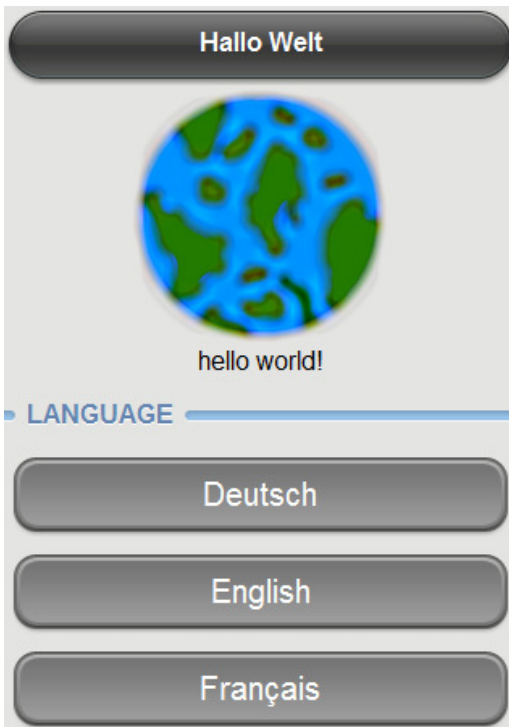 Hallo Welt
hello world!
LANGUAGE
Deutsch
English
Français